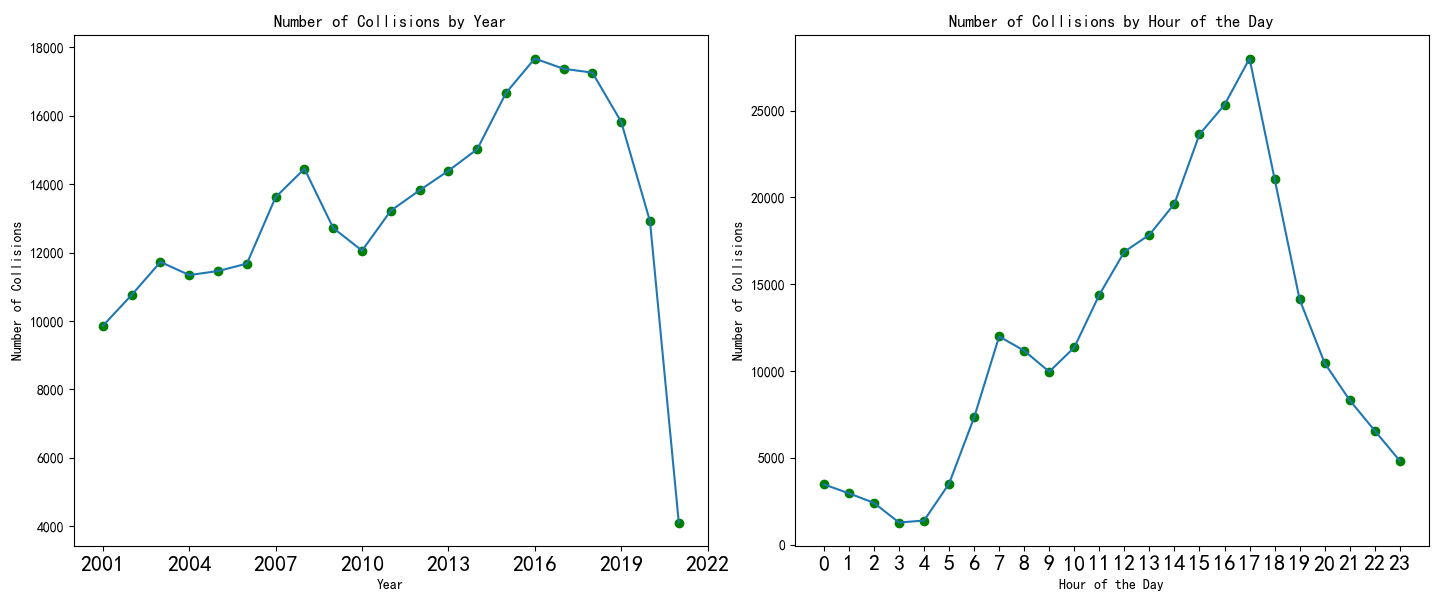 Number of Collisions by Year
18000
16000
14000
12000
10000
8000
6000
4000
Number of Collisions
2001 2004 2007 2010 2013 2016 2019 2022
Year
Number of Collisions by Hour of the Day
25000
20000
15000
10000
5000
0
Number of Collisions
0 1 2 3 4 5 6 7 8 9 10 11 12 13 14 15 16 17 18 19 20 21 22 23
Hour of the Day